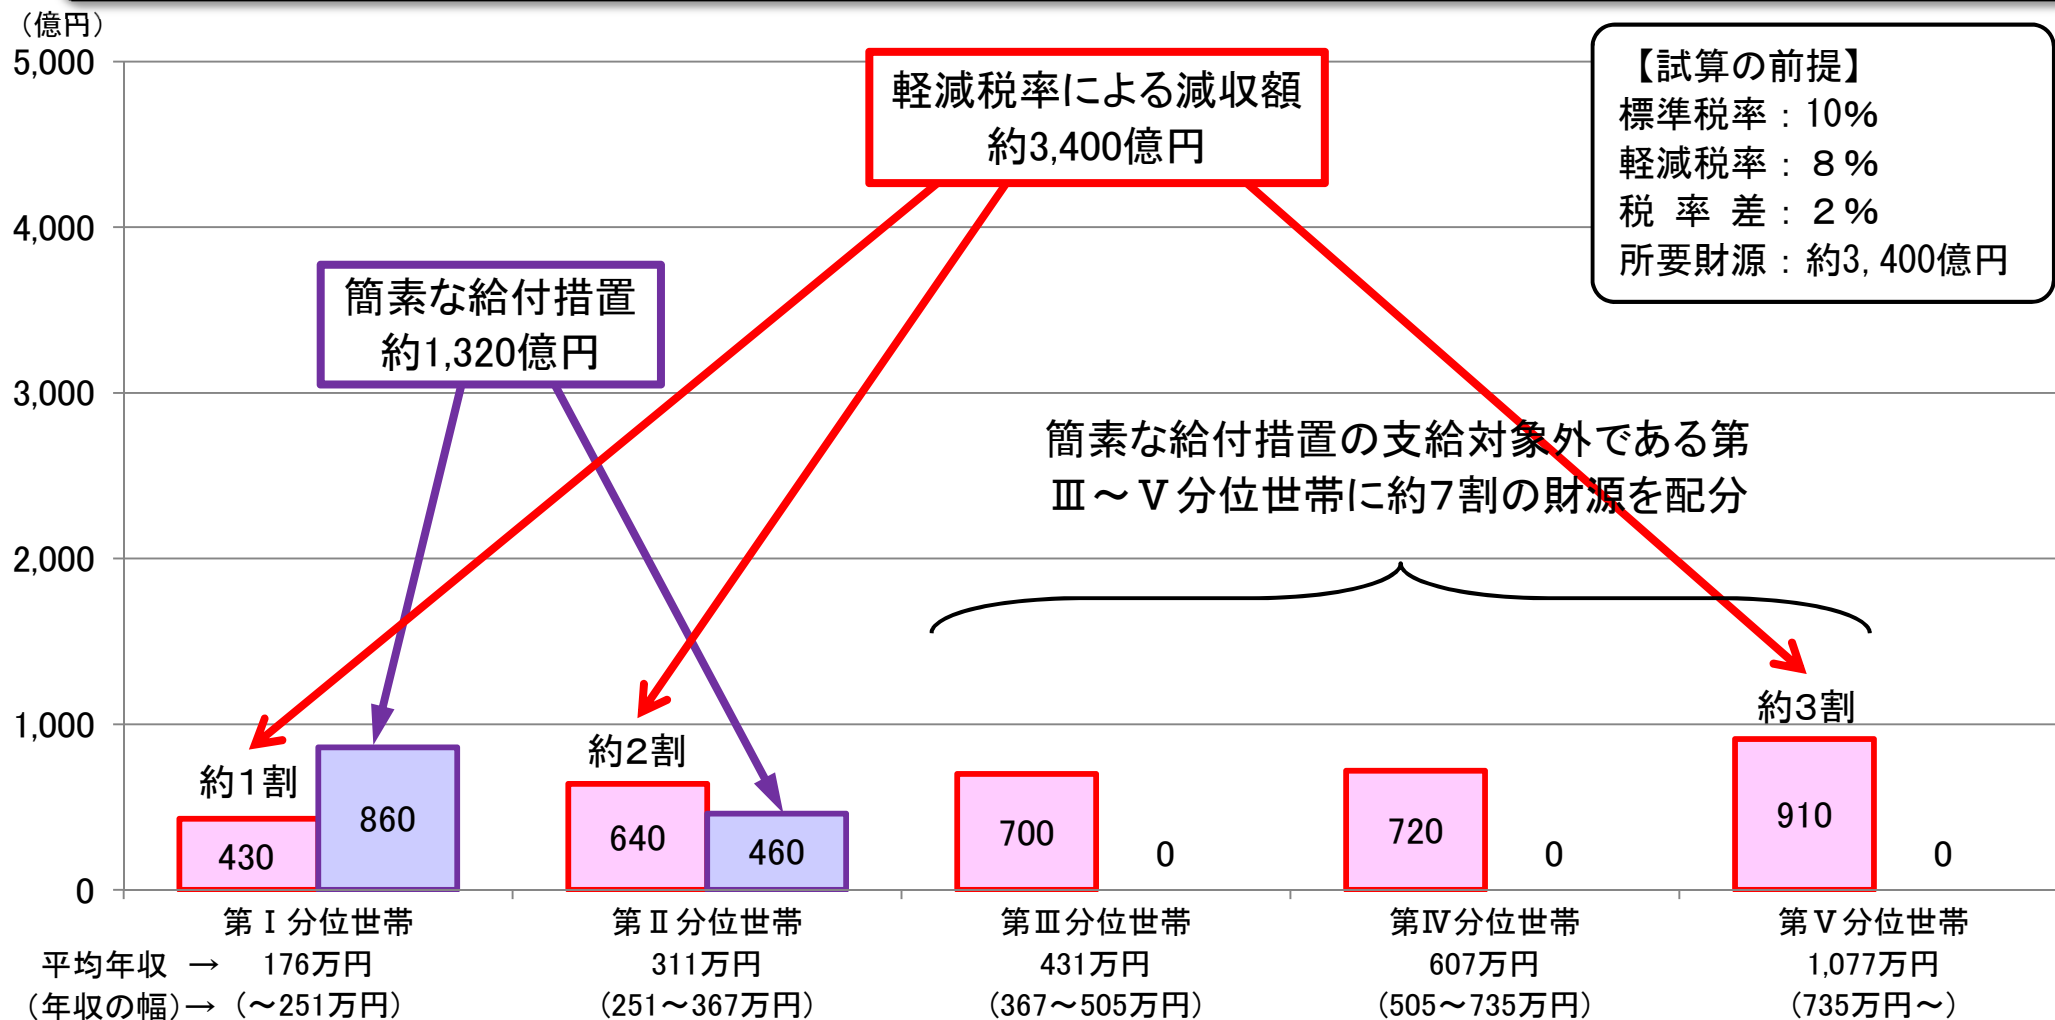 （億円）
5,000
4,000
3,000
2,000
1,000
0
軽減税率による減収額
約3,400億円
【試算の前提】
標準税率：10％
軽減税率：８％
税 率 差：２％
所要財源：約3,400億円
簡素な給付措置
約1,320億円
簡素な給付措置の支給対象外である第
Ⅲ～Ⅴ分位世帯に約7割の財源を配分
約１割
430
860
約２割
640
460
700
0
720
0
約３割
910
0
第Ⅰ分位世帯 第Ⅱ分位世帯 第Ⅲ分位世帯 第Ⅳ分位世帯 第Ⅴ分位世帯
平均年収 → 176万円 311万円 431万円 607万円 1,077万円
（年収の幅）→（～251万円） （251～367万円） （367～505万円） （505～735万円） （735万円～）